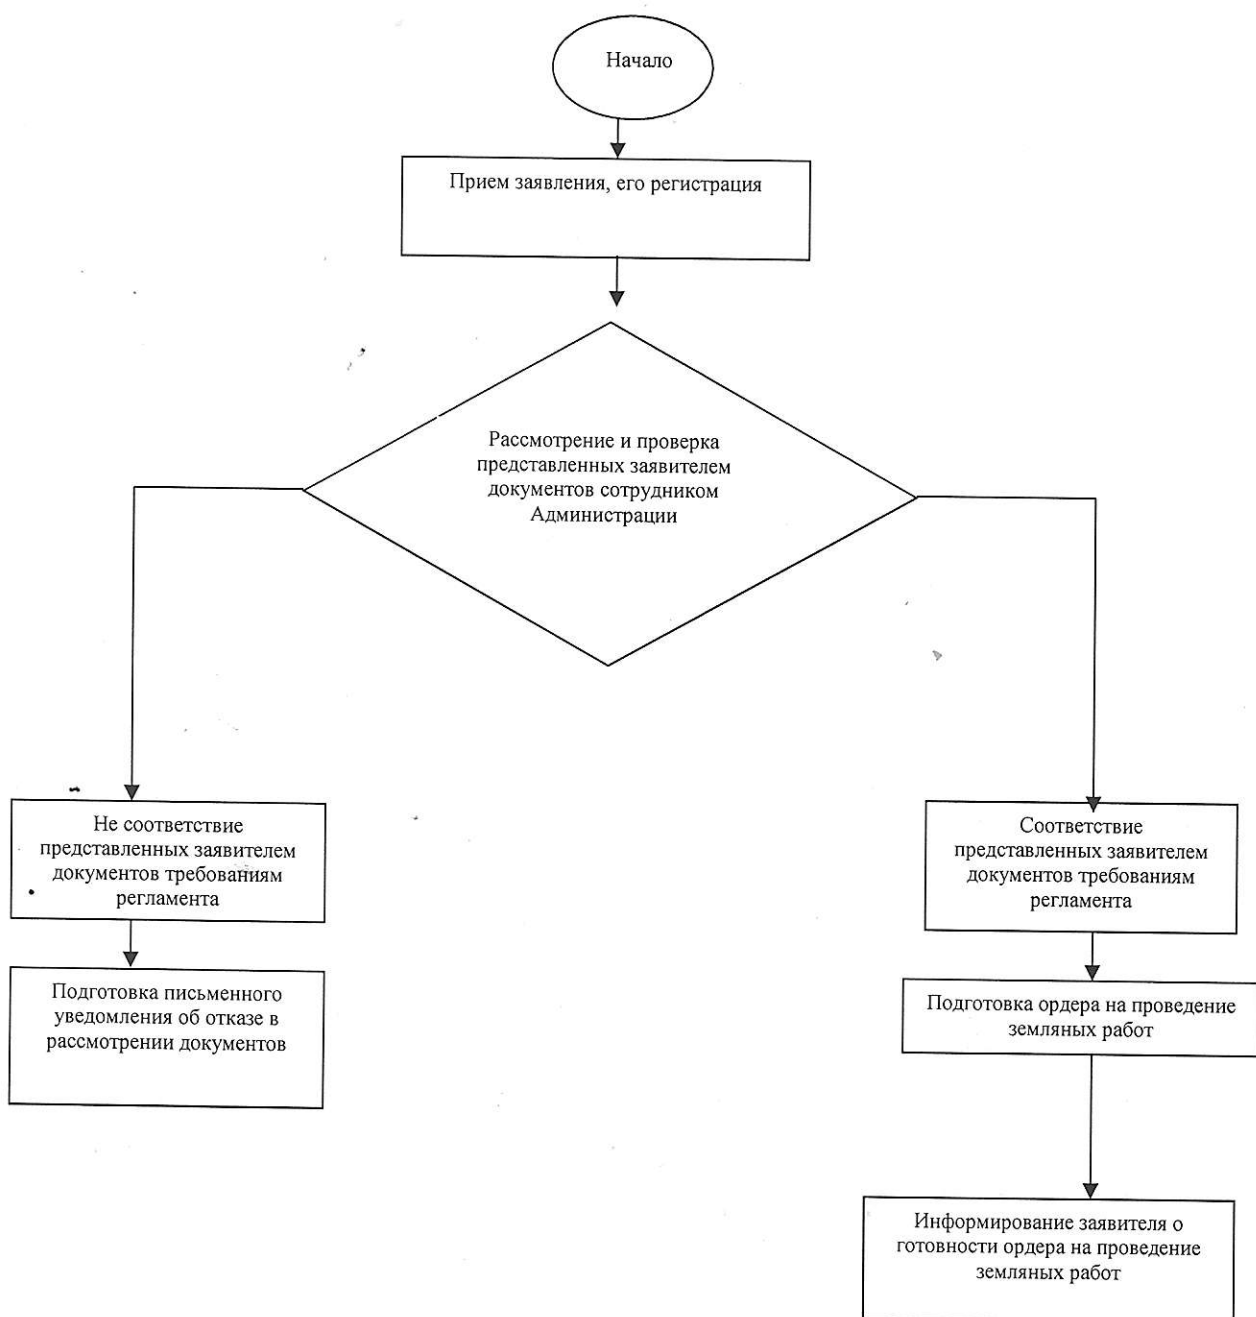 Начало
Прием заявления, его регистрация
Рассмотрение и проверка
представленных заявителем
документов сотрудником
Администрации
Не соответствие
представленных заявителем
документов требованиям
регламента
Подготовка письменного
уведомления об отказе в
рассмотрении документов
Соответствие
представленных заявителем
документов требованиям
регламента
Подготовка ордера на проведение
земляных работ
Информирование заявителя о
готовности ордера на проведение
земляных работ